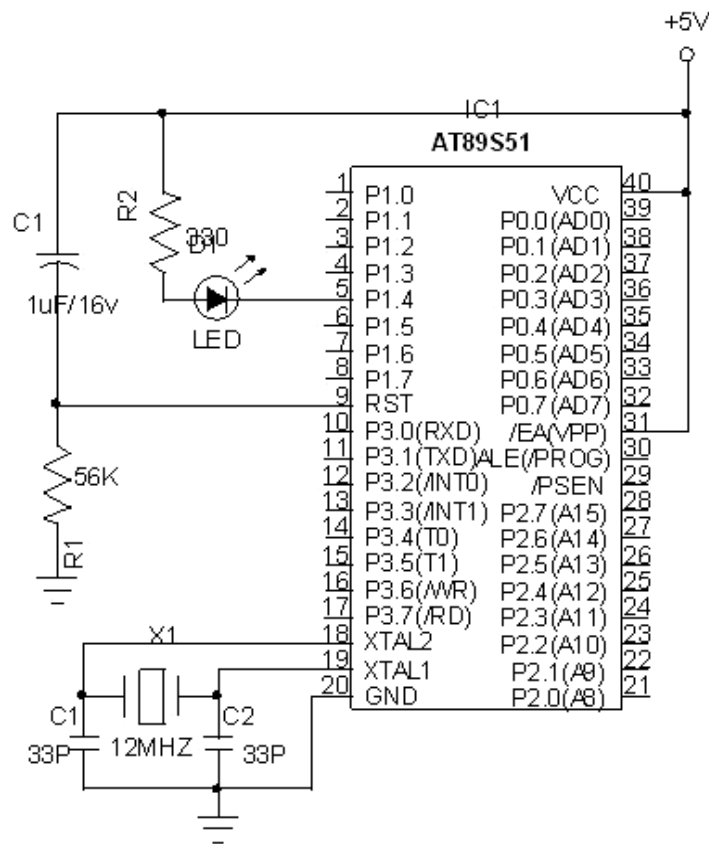 +5V
IC1
AT89S51
R2
330
D1
C1
1uF/16v
LED
1 P1.0 VCC 40
2 P1.1 P0.0(AD0) 39
3 P1.2 P0.1(AD1) 38
4 P1.3 P0.2(AD2) 37
5 P1.4 P0.3(AD3) 36
6 P1.5 P0.4(AD4) 35
7 P1.6 P0.5(AD5) 34
8 P1.7 P0.6(AD6) 33
9 RST P0.7(AD7) 32
10 P3.0(RXD) /EA(VPP) 31
11 P3.1(TXD) ALE(/PROG) 30
12 P3.2(/INT0) /PSEN 29
13 P3.3(/INT1) P2.7(A15) 28
14 P3.4(T0) P2.6(A14) 27
15 P3.5(T1) P2.5(A13) 26
16 P3.6(/WR) P2.4(A12) 25
17 P3.7(/RD) P2.3(A11) 24
18 XTAL2 P2.2(A10) 23
19 XTAL1 P2.1(A9) 22
20 GND P2.0(A8) 21
56K
R1
X1
C1
C2
33P
12MHZ
33P